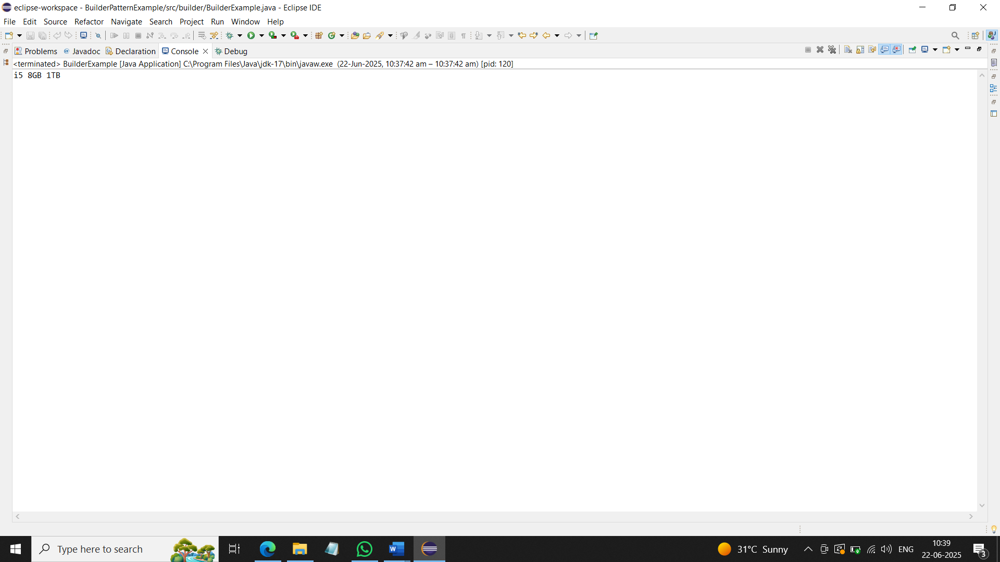 eclipse-workspace - BuilderPatternExample/src/builder/BuilderExample.java - Eclipse IDE
File Edit Source Refactor Navigate Search Project Run Window Help
Problems @ Javadoc Declaration Console Debug
<terminated> BuilderExample [Java Application] C:\Program Files\Java\jdk-17\bin\javaw.exe (22-Jun-2025, 10:37:42 am – 10:37:42 am) [pid: 120]
i5 8GB 1TB
Type here to search
31°C Sunny
ENG
10:39
22-06-2025
3